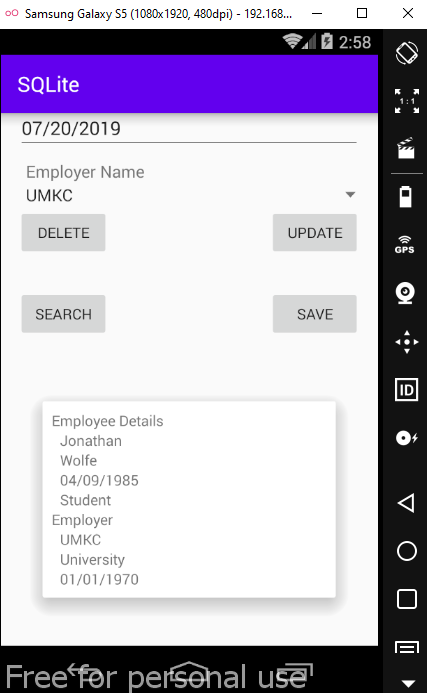 Samsung Galaxy S5 (1080x1920, 480dpi) - 192.168...
2:58
SQLite
07/20/2019
Employer Name
UMKC
DELETE UPDATE
SEARCH SAVE
Employee Details
Jonathan
Wolfe
04/09/1985
Student
Employer
UMKC
University
01/01/1970
Free for personal use
1:1
GPS
ID